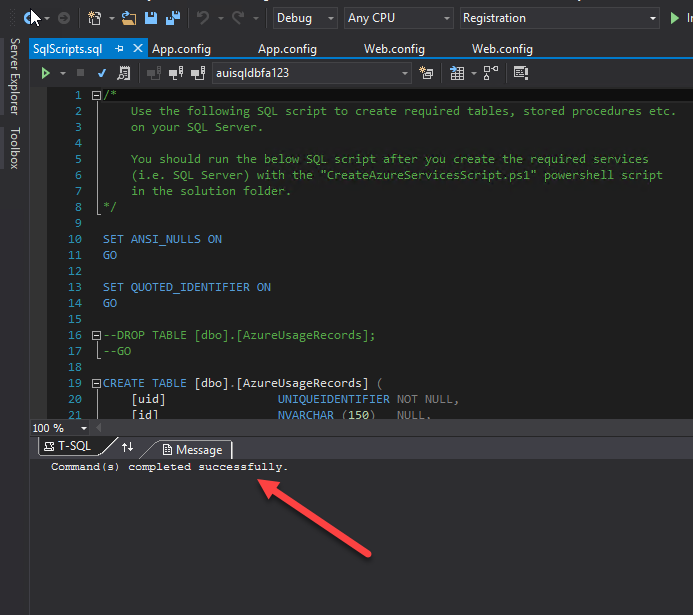 Debug Any CPU Registration In
SqlScripts.sql App.config App.config Web.config Web.config
auisqldbfa123
Server Explorer
Toolbox
1 /*
2 Use the following SQL script to create required tables, stored procedures etc.
3 on your SQL Server.
4
5 You should run the below SQL script after you create the required services
6 (i.e. SQL Server) with the "CreateAzureServicesScript.ps1" powershell script
7 in the solution folder.
8 */
9
10 SET ANSI_NULLS ON
11 GO
12
13 SET QUOTED_IDENTIFIER ON
14 GO
15
16 --DROP TABLE [dbo].[AzureUsageRecords];
17 --GO
18
19 CREATE TABLE [dbo].[AzureUsageRecords] (
20 [uid] UNIQUEIDENTIFIER NOT NULL,
21 [id] NVARCHAR (150) NULL,
100 %
T-SQL Message
Command(s) completed successfully.